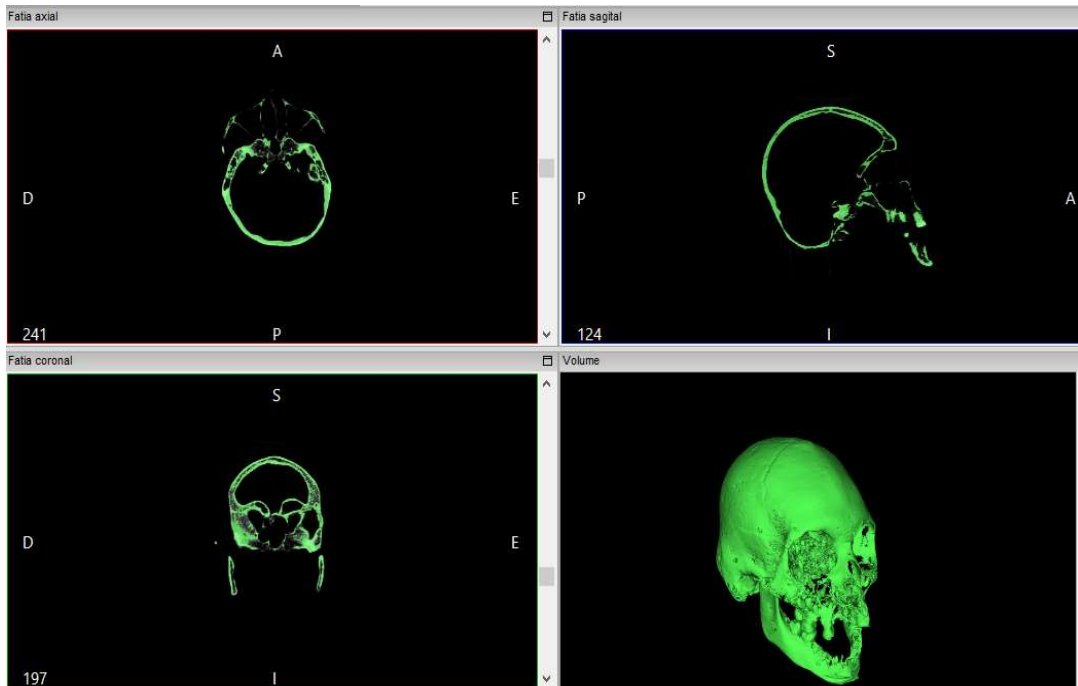 Fatia axial
A
D
E
241
P
Fatia sagital
S
P
A
124
I
Fatia coronal
S
D
E
197
I
Volume